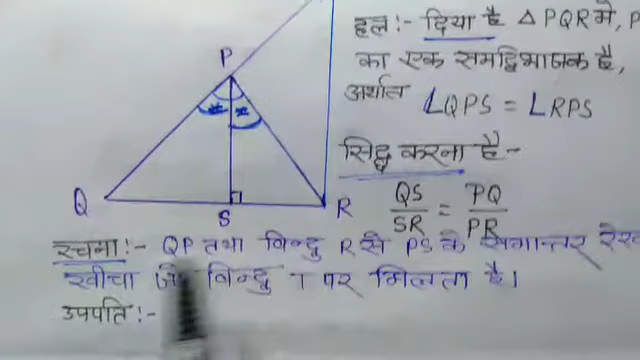 हल:- दिया है △ PQR मे, P
का एक समद्विभाजक है,
अर्थात ∠QPS = ∠RPS
सिद्ध करना है -
QS/SR = PQ/PR
P
Q
S
R
रचना:- QP तथा बिन्दु R से PS के समान्तर रेख
खीचा जो बिन्दु T पर मिलता है।
उपपति:-